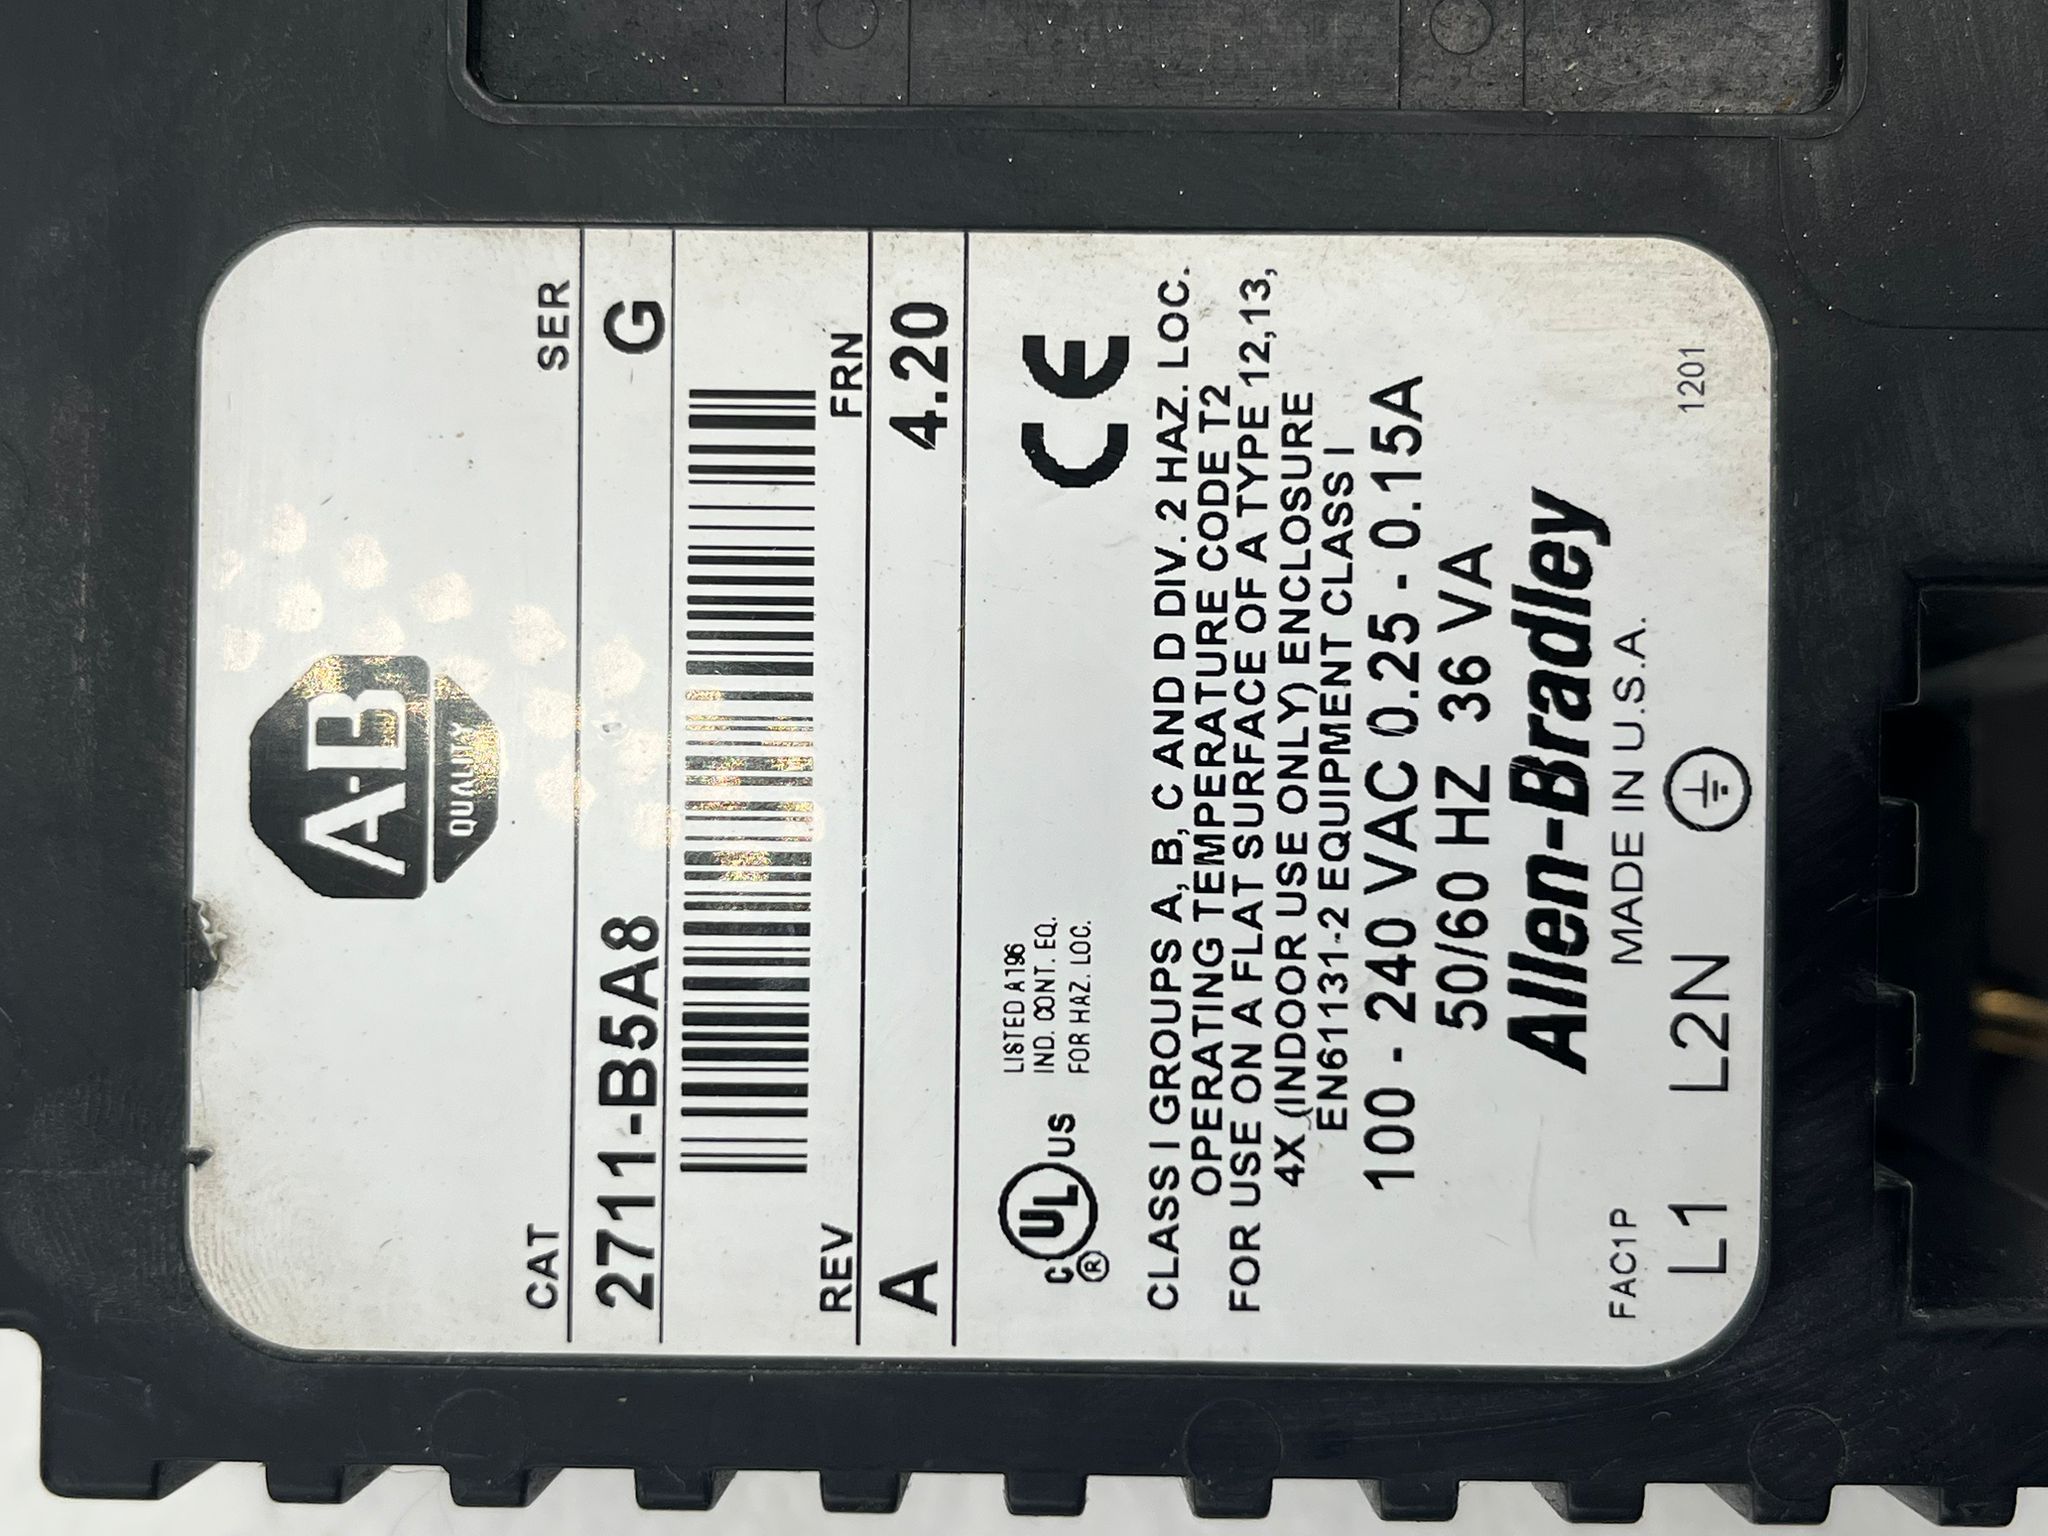 A-B
QUALITY
CAT SER
2711-B5A8 G
REV FRN
A 4.20
C UL US ®
LISTED A196
IND. CONT. EQ.
FOR HAZ. LOC.
CE
CLASS I GROUPS A, B, C AND D DIV. 2 HAZ. LOC.
OPERATING TEMPERATURE CODE T2
FOR USE ON A FLAT SURFACE OF A TYPE 12,13,
4X (INDOOR USE ONLY) ENCLOSURE
EN61131-2 EQUIPMENT CLASS I
100 - 240 VAC 0.25 - 0.15A
50/60 HZ 36 VA
Allen-Bradley
FAC1P MADE IN U.S.A.
L1 L2N 1201